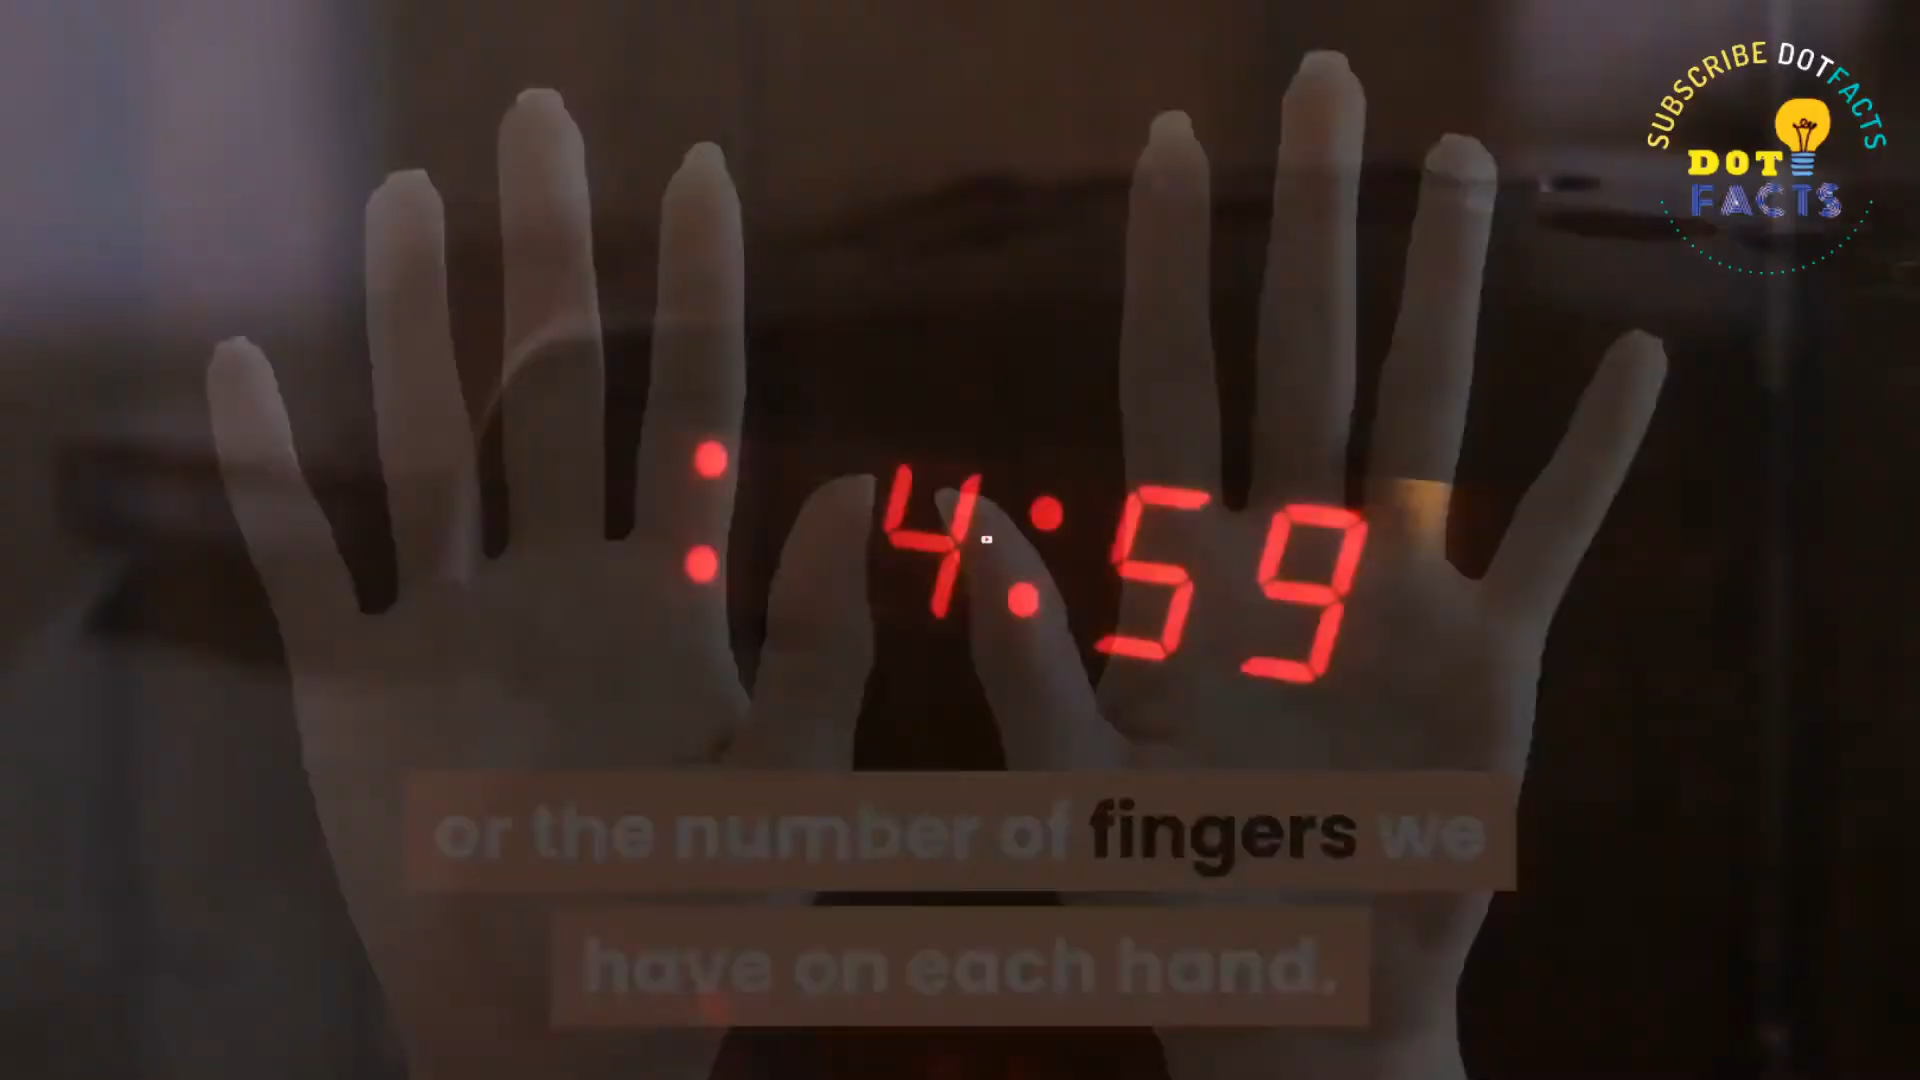 SUBSCRIBE DOTFACTS
DOT
FACTS
: 4:59
or the number of fingers we
have on each hand.